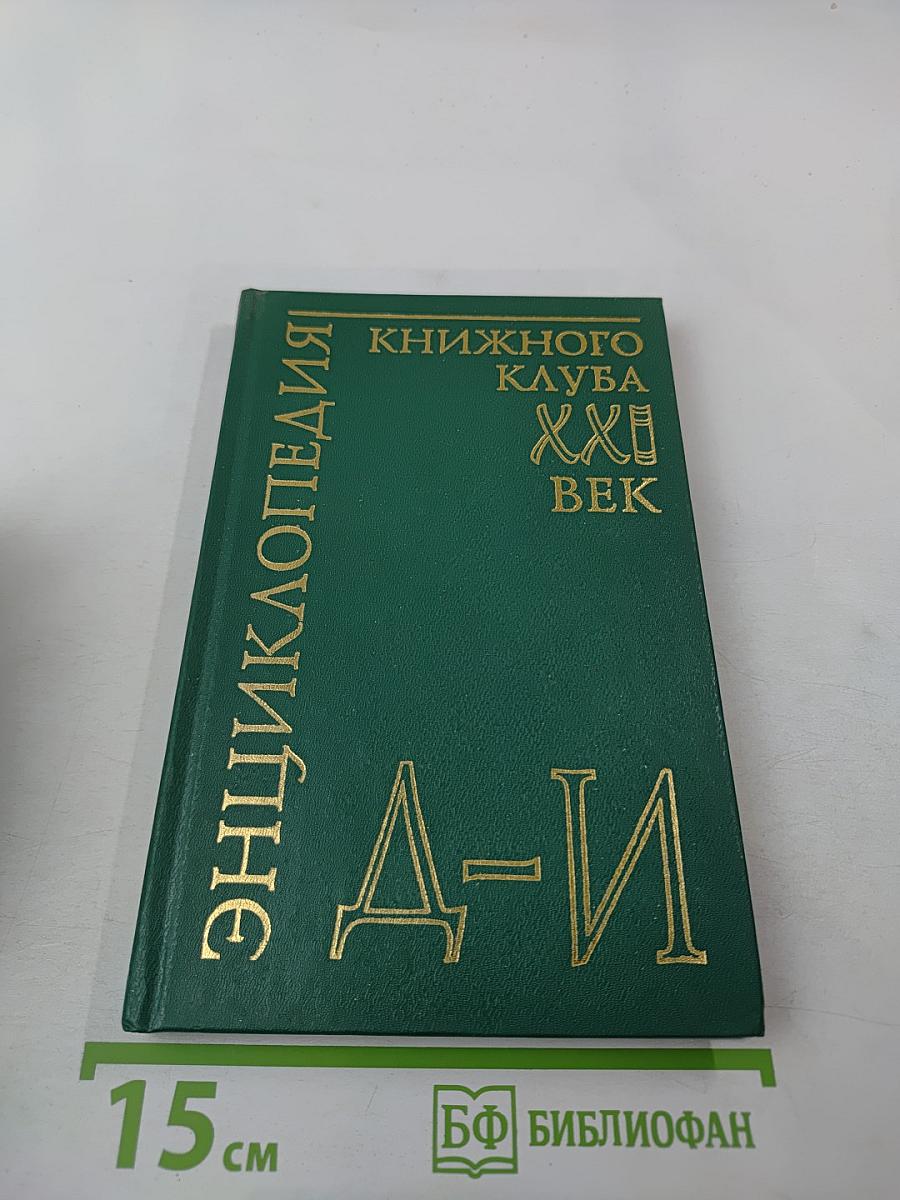 ЭНЦИКЛОПЕДИЯ
КНИЖНОГО
КЛУБА
XXI
ВЕК
Д-И
15 см
БФ БИБЛИОФАН